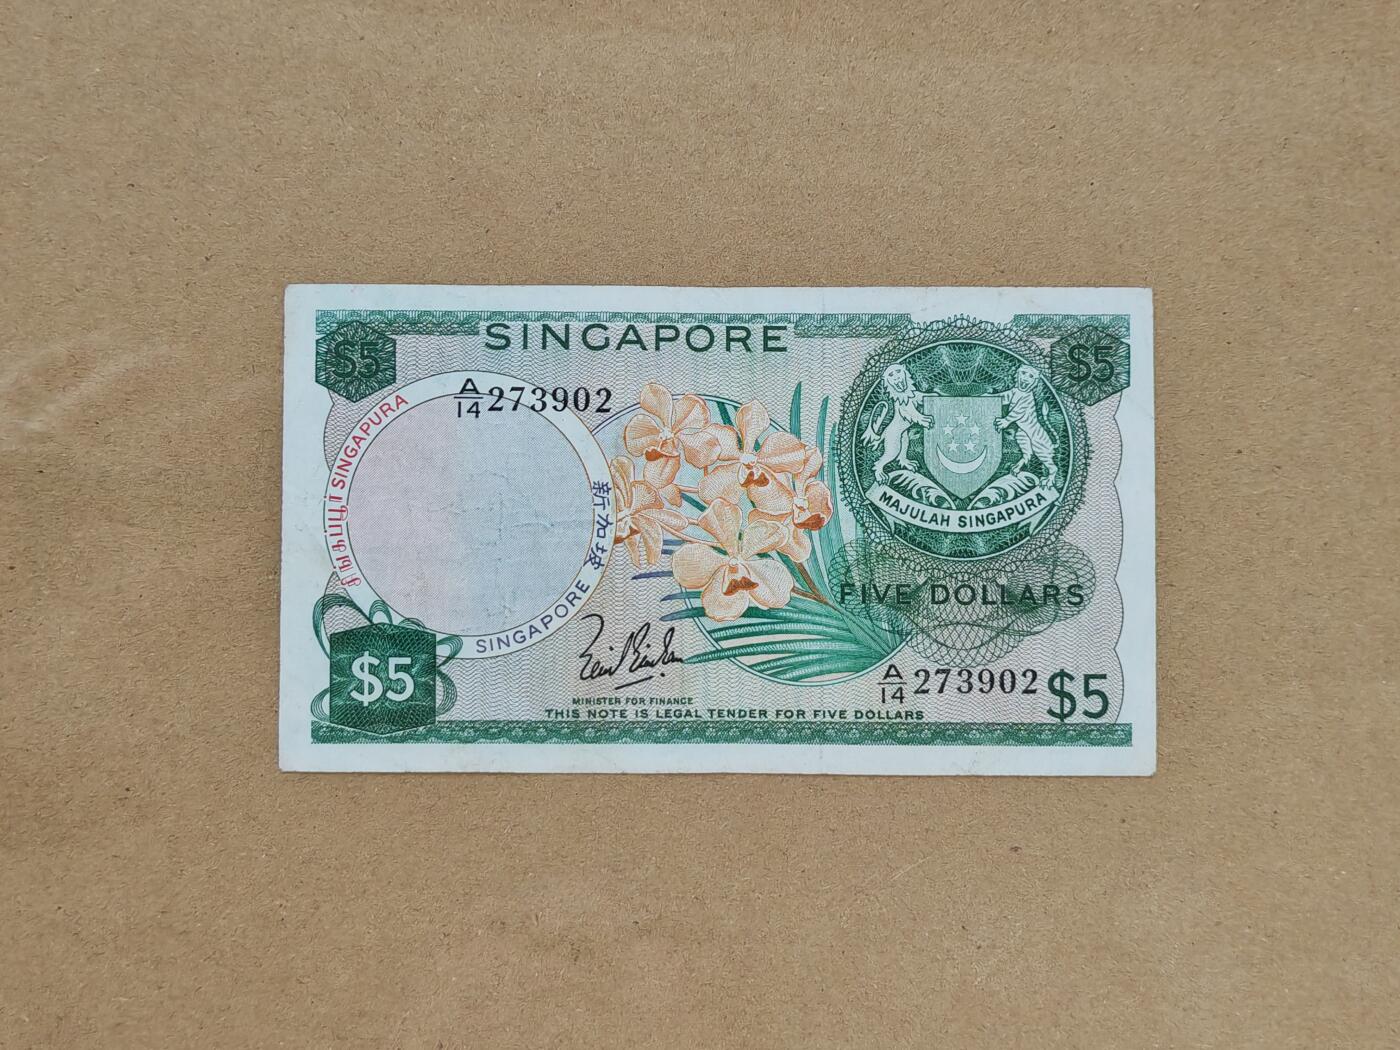 SINGAPORE
$5
$5
A/14 273902
சிங்கப்பூர் SINGAPURA
新加坡
SINGAPORE
MAJULAH SINGAPURA
FIVE DOLLARS
A/14 273902
$5
$5
MINISTER FOR FINANCE
THIS NOTE IS LEGAL TENDER FOR FIVE DOLLARS